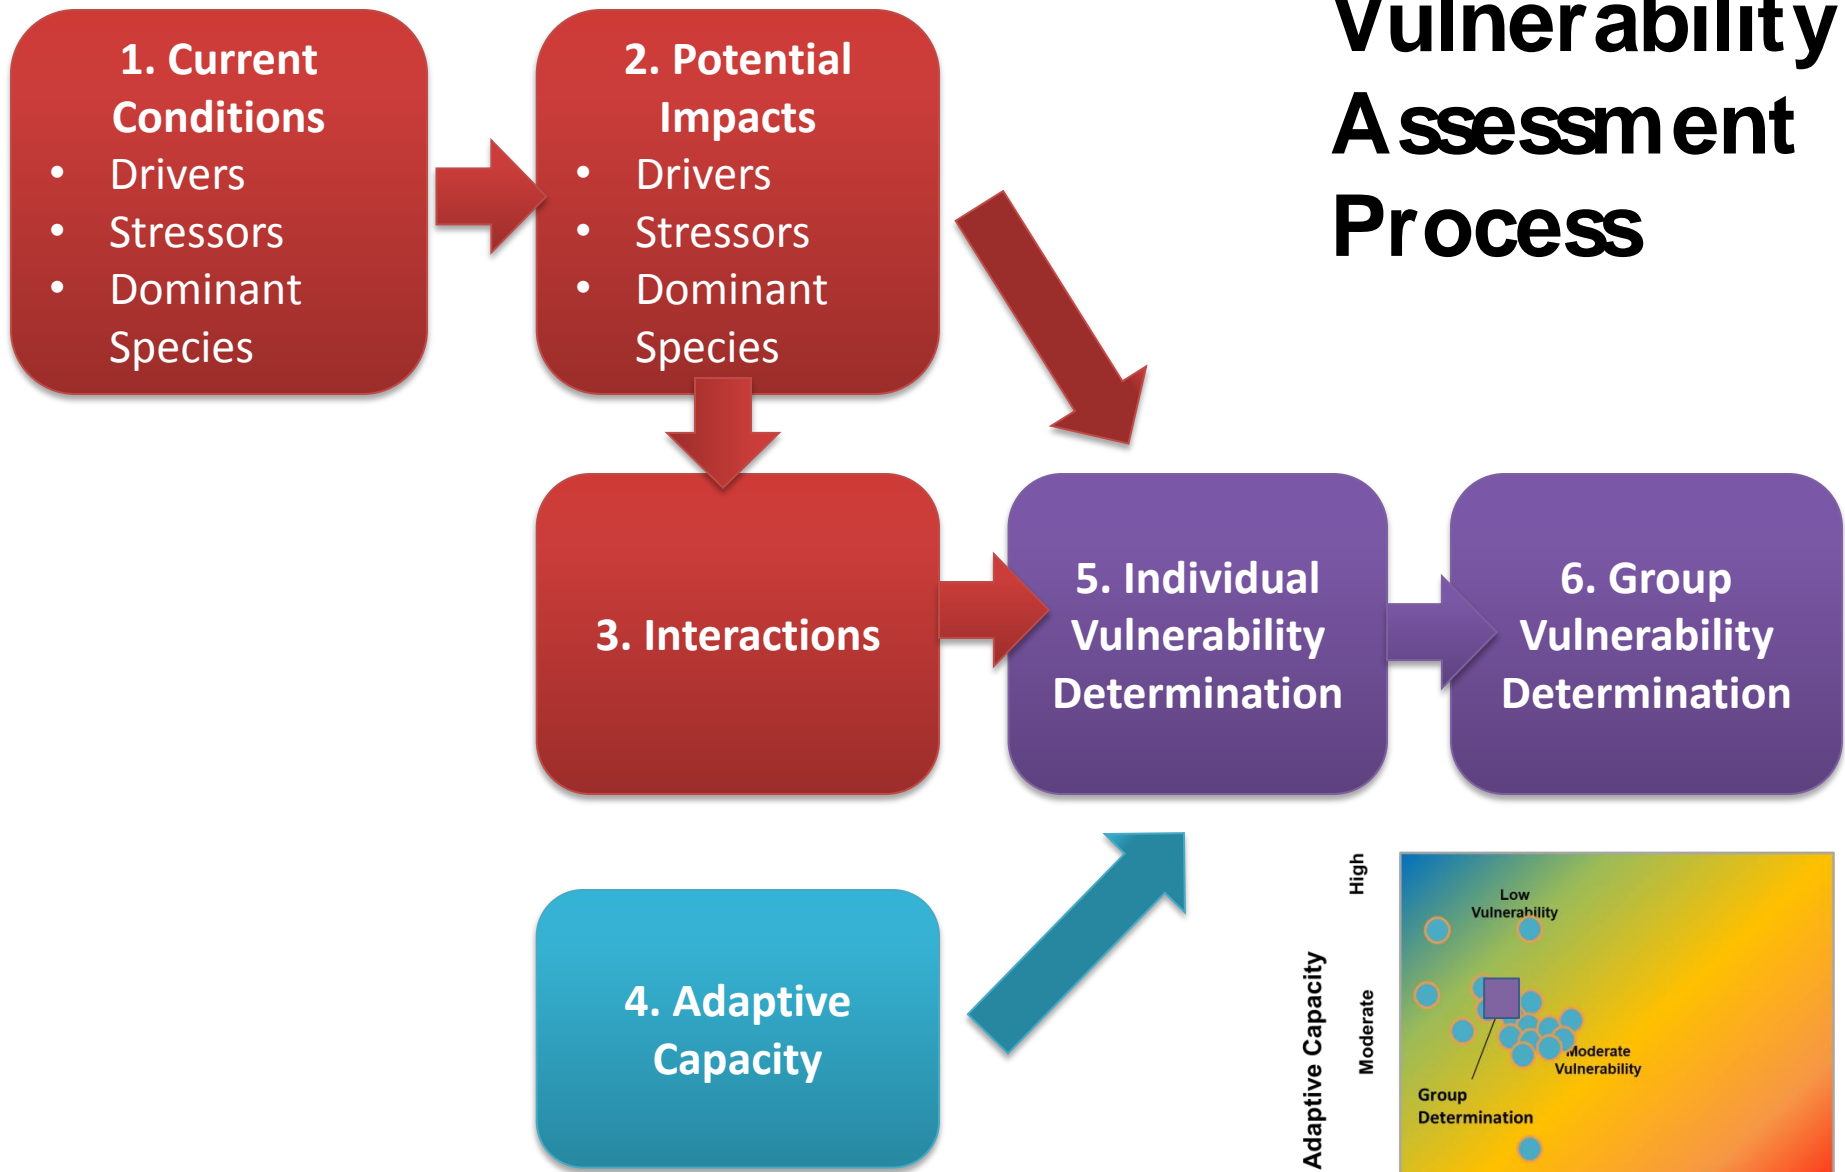 Vulnerability
Assessment
Process
1. Current
Conditions
• Drivers
• Stressors
• Dominant
Species
2. Potential
Impacts
• Drivers
• Stressors
• Dominant
Species
3. Interactions
5. Individual
Vulnerability
Determination
6. Group
Vulnerability
Determination
4. Adaptive
Capacity
Adaptive Capacity
High
Moderate
Low
Vulnerability
Moderate
Vulnerability
Group
Determination